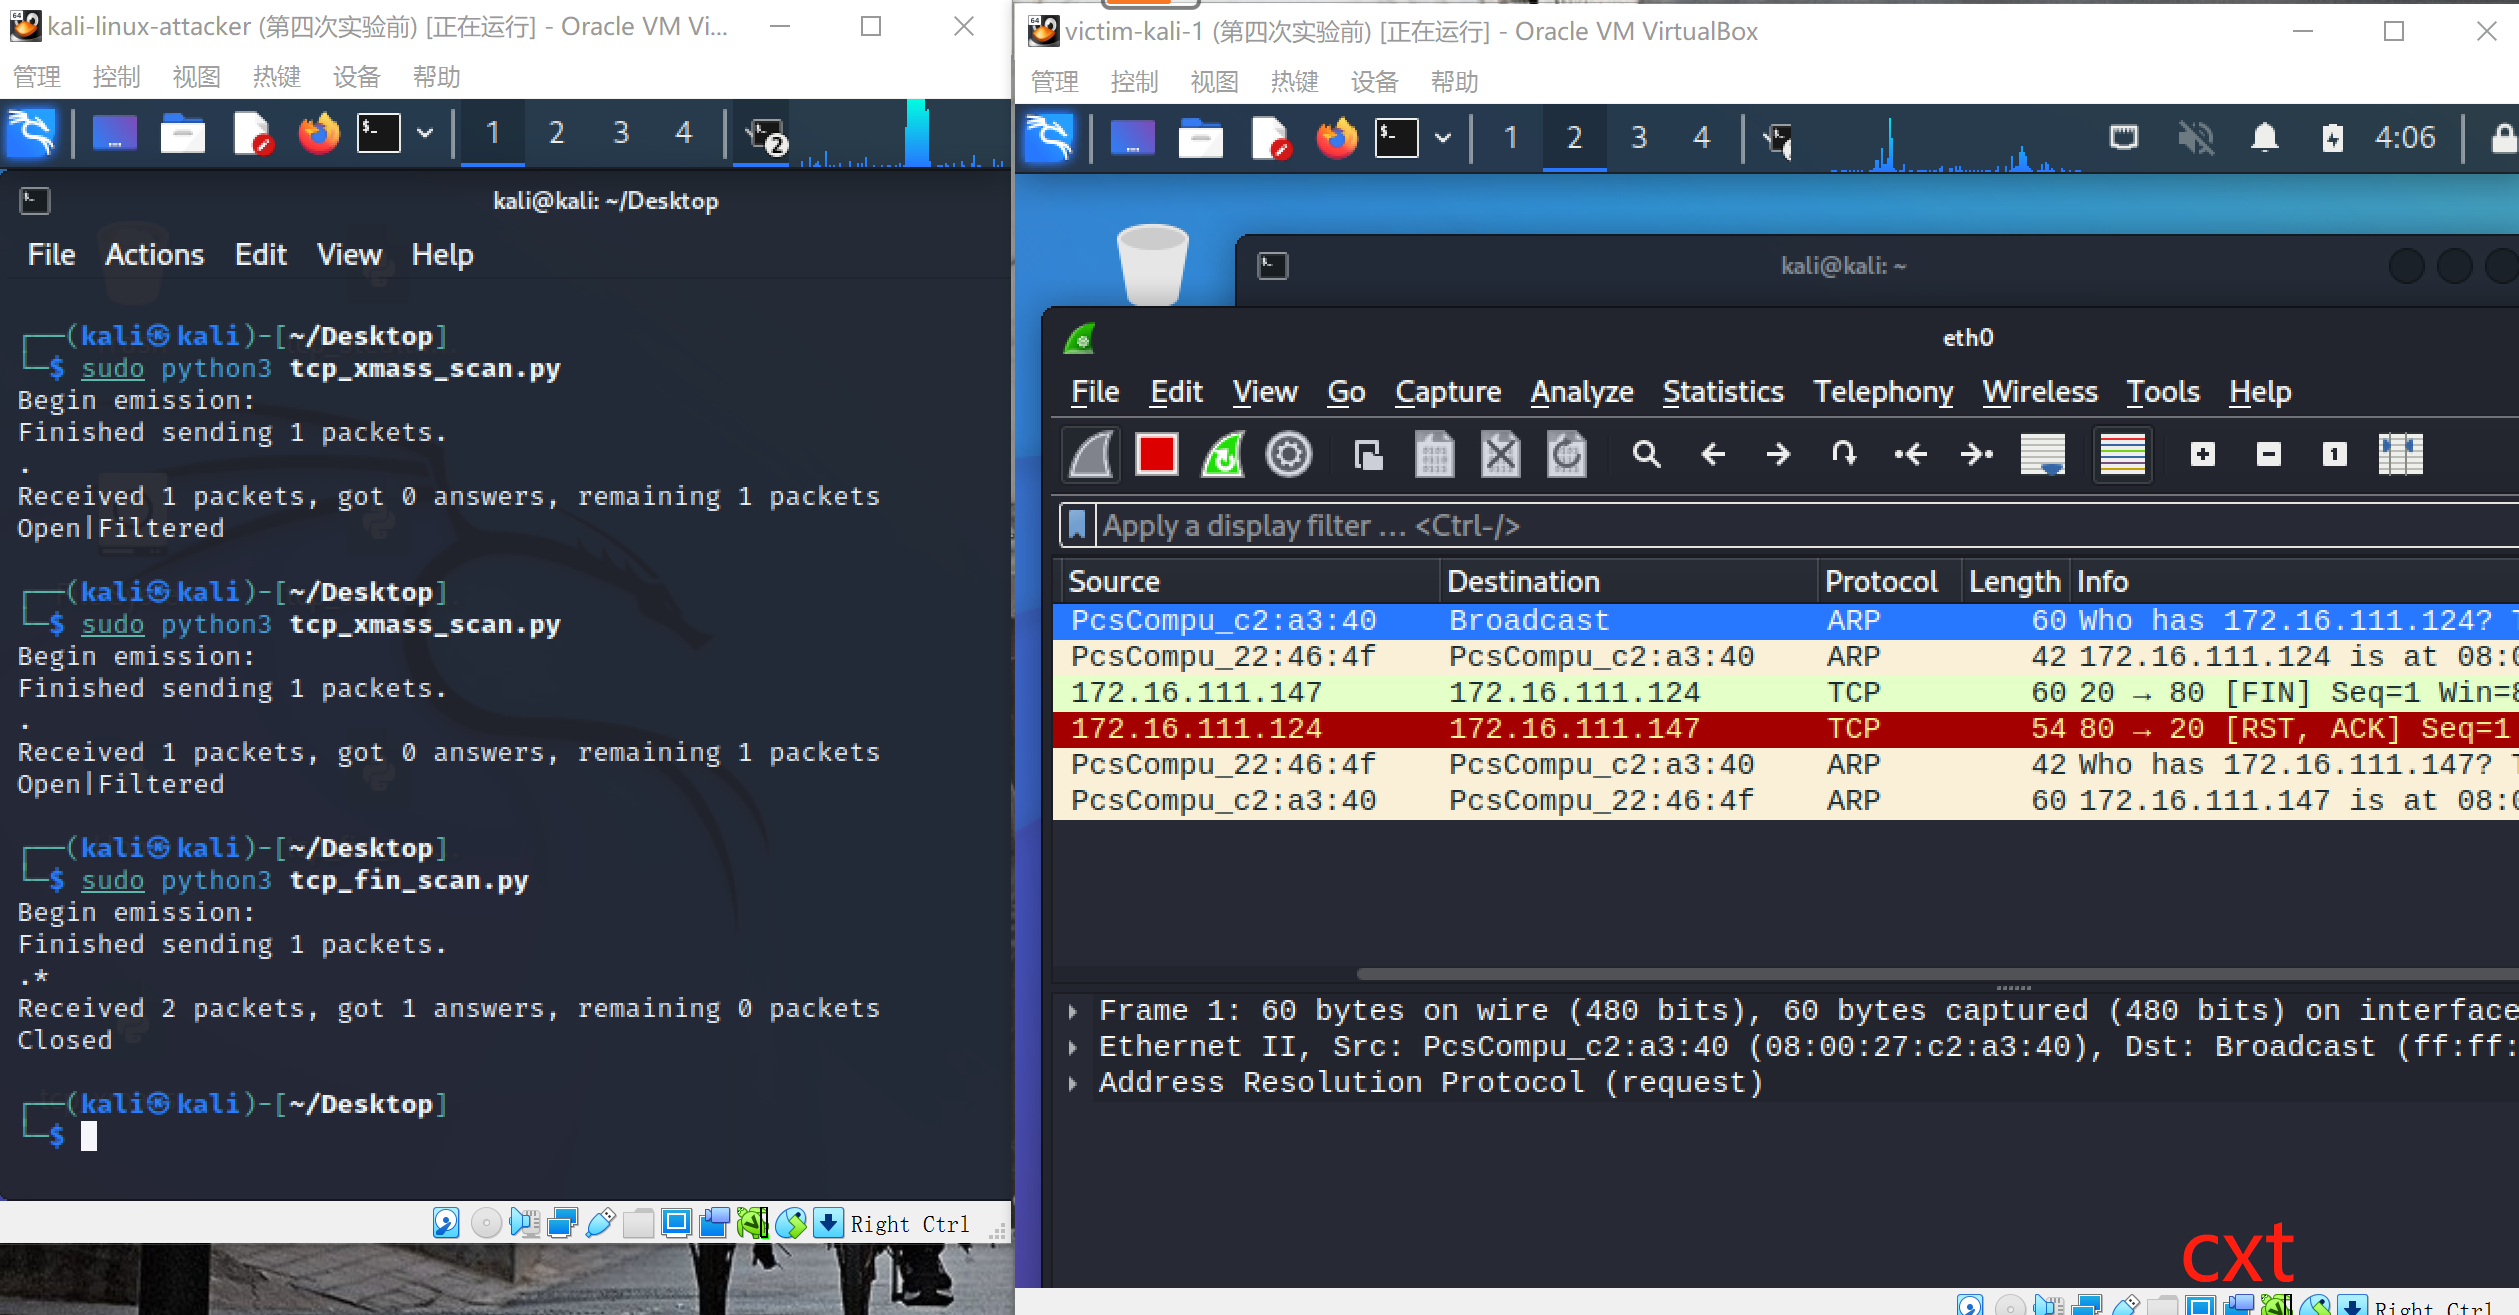 kali-linux-attacker (第四次实验前) [正在运行] - Oracle VM Vi...
管理 控制 视图 热键 设备 帮助
1 2 3 4
2
kali@kali: ~/Desktop
File Actions Edit View Help
(kali㉿kali)-[~/Desktop]
$ sudo python3 tcp_xmass_scan.py
Begin emission:
Finished sending 1 packets.
.
Received 1 packets, got 0 answers, remaining 1 packets
Open|Filtered
(kali㉿kali)-[~/Desktop]
$ sudo python3 tcp_xmass_scan.py
Begin emission:
Finished sending 1 packets.
.
Received 1 packets, got 0 answers, remaining 1 packets
Open|Filtered
(kali㉿kali)-[~/Desktop]
$ sudo python3 tcp_fin_scan.py
Begin emission:
Finished sending 1 packets.
.*
Received 2 packets, got 1 answers, remaining 0 packets
Closed
(kali㉿kali)-[~/Desktop]
$
Right Ctrl
victim-kali-1 (第四次实验前) [正在运行] - Oracle VM VirtualBox
管理 控制 视图 热键 设备 帮助
1 2 3 4
4:06
kali@kali: ~
eth0
File Edit View Go Capture Analyze Statistics Telephony Wireless Tools Help
Apply a display filter ... <Ctrl-/>
Source Destination Protocol Length Info
PcsCompu_c2:a3:40 Broadcast ARP 60 Who has 172.16.111.124?
PcsCompu_22:46:4f PcsCompu_c2:a3:40 ARP 42 172.16.111.124 is at 08:0
172.16.111.147 172.16.111.124 TCP 60 20 → 80 [FIN] Seq=1 Win=8
172.16.111.124 172.16.111.147 TCP 54 80 → 20 [RST, ACK] Seq=1
PcsCompu_22:46:4f PcsCompu_c2:a3:40 ARP 42 Who has 172.16.111.147?
PcsCompu_c2:a3:40 PcsCompu_22:46:4f ARP 60 172.16.111.147 is at 08:0
Frame 1: 60 bytes on wire (480 bits), 60 bytes captured (480 bits) on interface
Ethernet II, Src: PcsCompu_c2:a3:40 (08:00:27:c2:a3:40), Dst: Broadcast (ff:ff:
Address Resolution Protocol (request)
cxt
Right Ctrl